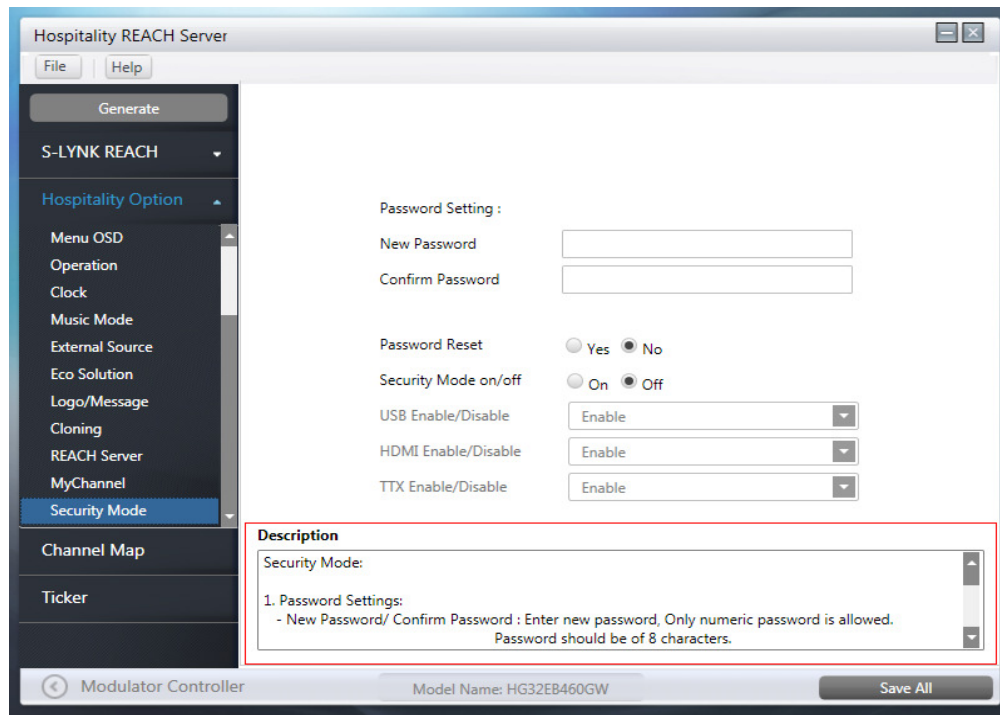 Hospitality REACH Server
File Help
Generate
S-LYNK REACH
Hospitality Option
Menu OSD
Operation
Clock
Music Mode
External Source
Eco Solution
Logo/Message
Cloning
REACH Server
MyChannel
Security Mode
Channel Map
Ticker
Password Setting :
New Password
Confirm Password
Password Reset Yes No
Security Mode on/off On Off
USB Enable/Disable Enable
HDMI Enable/Disable Enable
TTX Enable/Disable Enable
Description
Security Mode:
1. Password Settings:
- New Password/ Confirm Password : Enter new password, Only numeric password is allowed.
Password should be of 8 characters.
Modulator Controller Model Name: HG32EB460GW Save All